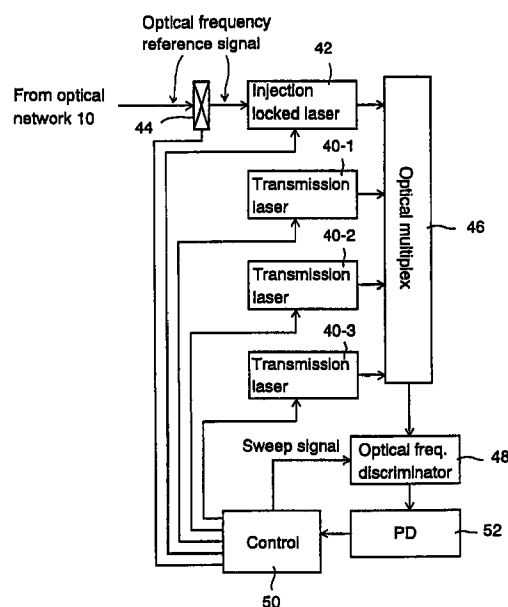 Optical frequency
reference signal
42
From optical
network 10
44
Injection
locked laser
40-1
Transmission
laser
Optical multiplex
46
40-2
Transmission
laser
40-3
Transmission
laser
Sweep signal
Optical freq.
discriminator
48
Control
PD
52
50